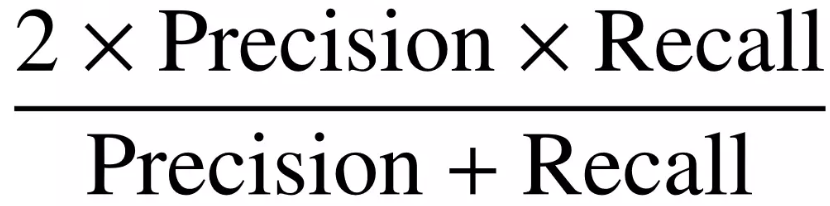 2 × Precision × Recall
Precision + Recall